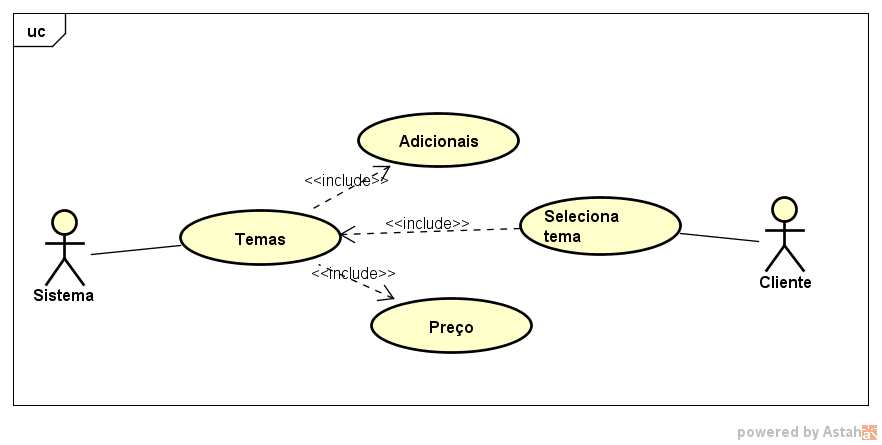 uc
Adicionais
<<include>>
Seleciona
tema
<<include>>
Temas
<<include>>
Sistema
Cliente
Preço
powered by Astah